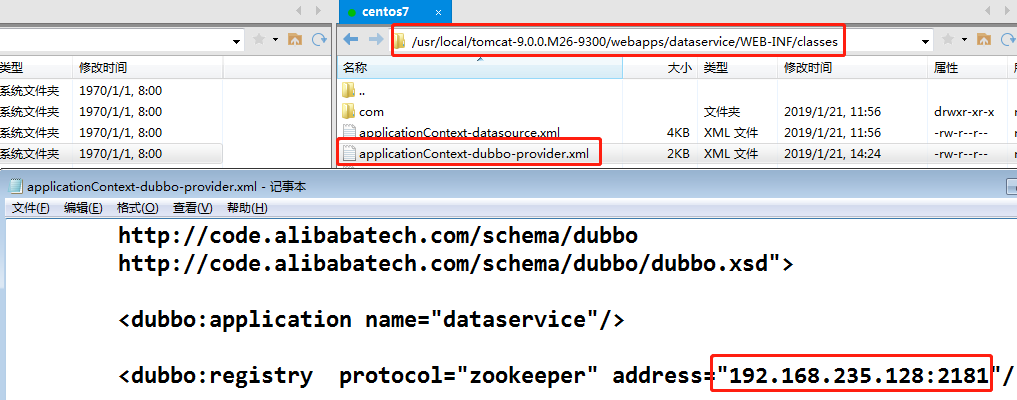 centos7 ×
/usr/local/tomcat-9.0.0.M26-9300/webapps/dataservice/WEB-INF/classes
类型 修改时间
系统文件夹 1970/1/1, 8:00
系统文件夹 1970/1/1, 8:00
系统文件夹 1970/1/1, 8:00
系统文件夹 1970/1/1, 8:00
名称 大小 类型 修改时间 属性
..
com 文件夹 2019/1/21, 11:56 drwxr-xr-x
applicationContext-datasource.xml 4KB XML 文件 2019/1/21, 11:56 -rw-r--r--
applicationContext-dubbo-provider.xml 2KB XML 文件 2019/1/21, 14:24 -rw-r--r--
applicationContext-dubbo-provider.xml - 记事本
文件(F) 编辑(E) 格式(O) 查看(V) 帮助(H)
http://code.alibabatech.com/schema/dubbo
http://code.alibabatech.com/schema/dubbo/dubbo.xsd">
<dubbo:application name="dataservice"/>
<dubbo:registry protocol="zookeeper" address="192.168.235.128:2181"/